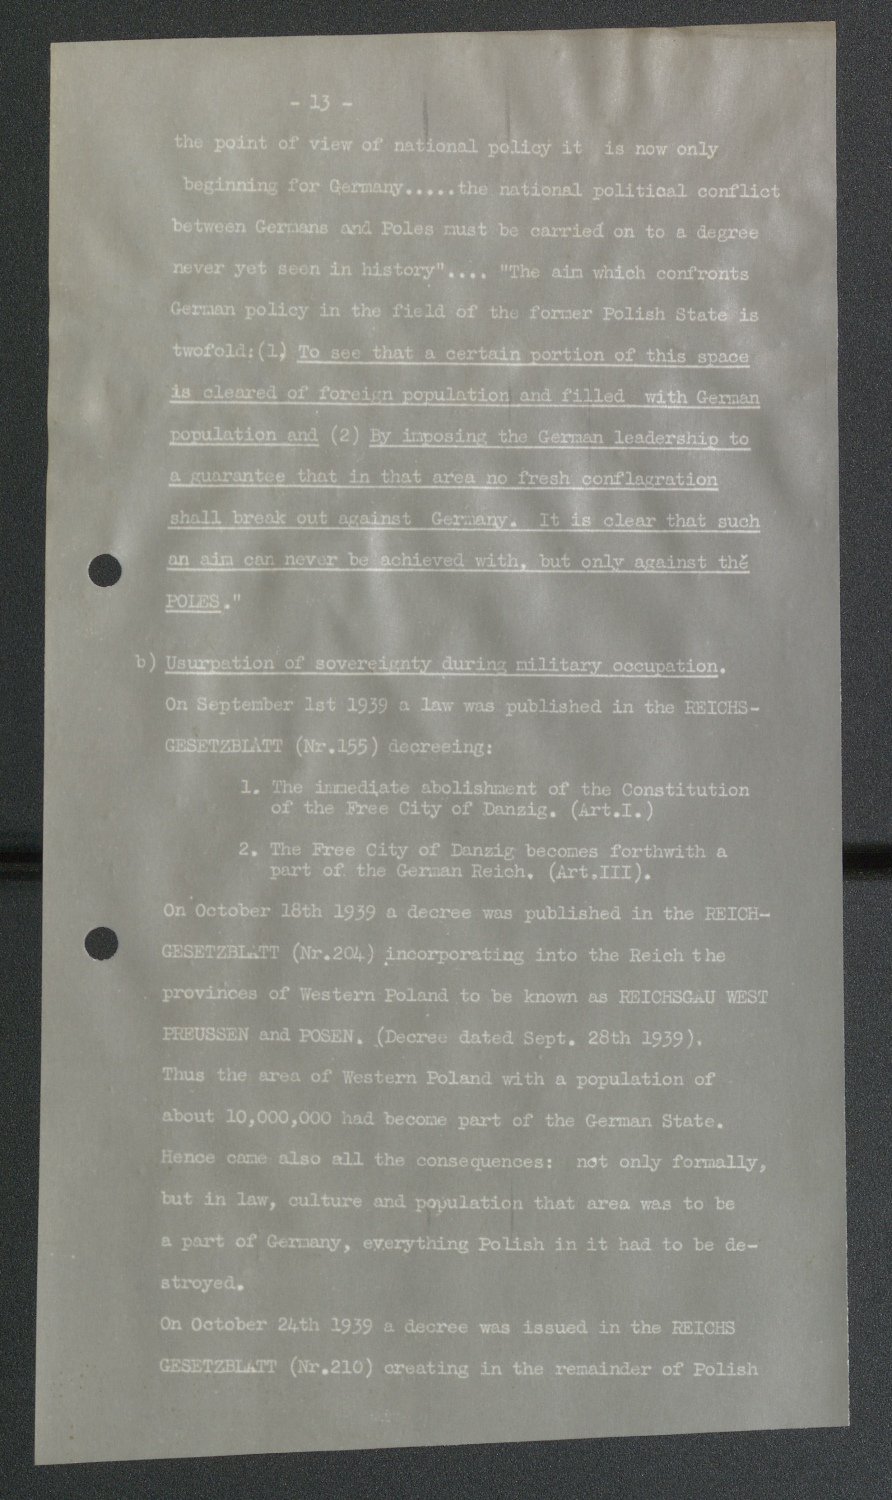 - 13 -
the point of view of national policy it is now only
beginning for Germany.....the national political conflict
between Germans and Poles must be carried on to a degree
never yet seen in history".... "The aim which confronts
German policy in the field of the former Polish State is
twofold:(1) To see that a certain portion of this space
is cleared of foreign population and filled with German
population and (2) By imposing the German leadership to
a guarantee that in that area no fresh conflagration
shall break out against Germany. It is clear that such
an aim can never be achieved with, but only against the
POLES."
b) Usurpation of sovereignty during military occupation.
On September 1st 1939 a law was published in the REICHS-
GESETZBLATT (Nr.155) decreeing:
1. The immediate abolishment of the Constitution
of the Free City of Danzig. (Art.I.)
2. The Free City of Danzig becomes forthwith a
part of the German Reich. (Art.III).
On October 18th 1939 a decree was published in the REICH-
GESETZBLATT (Nr.204) incorporating into the Reich the
provinces of Western Poland to be known as REICHSGAU WEST
PREUSSEN and POSEN. (Decree dated Sept. 28th 1939).
Thus the area of Western Poland with a population of
about 10,000,000 had become part of the German State.
Hence came also all the consequences: not only formally,
but in law, culture and population that area was to be
a part of Germany, everything Polish in it had to be de-
stroyed.
On October 24th 1939 a decree was issued in the REICHS
GESETZBLATT (Nr.210) creating in the remainder of Polish